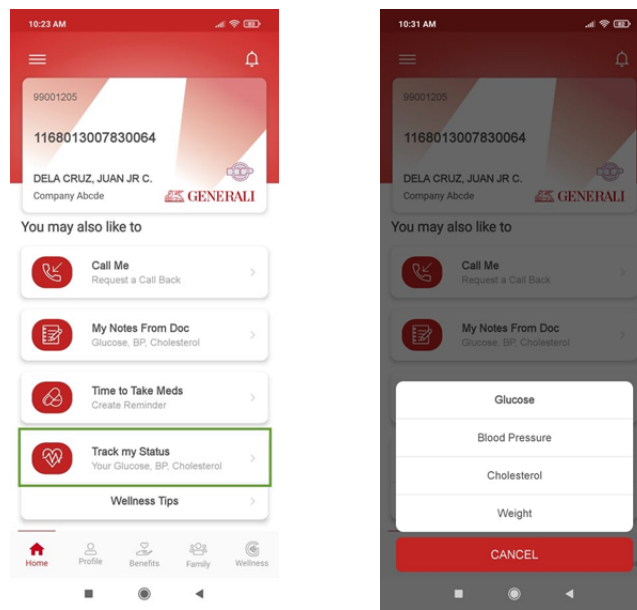 10:23 AM
82
99001205
1168013007830064
DELA CRUZ, JUAN JR C.
Company Abcde
GENERALI
You may also like to
Call Me
Request a Call Back
My Notes From Doc
Glucose, BP, Cholesterol
Time to Take Meds
Create Reminder
Track my Status
Your Glucose, BP, Cholesterol
Wellness Tips
Home
Profile
Benefits
Family
Wellness
10:31 AM
99001205
1168013007830064
DELA CRUZ, JUAN JR C.
Company Abcde
GENERALI
You may also like to
Call Me
Request a Call Back
My Notes From Doc
Glucose, BP, Cholesterol
Glucose
Blood Pressure
Cholesterol
Weight
CANCEL